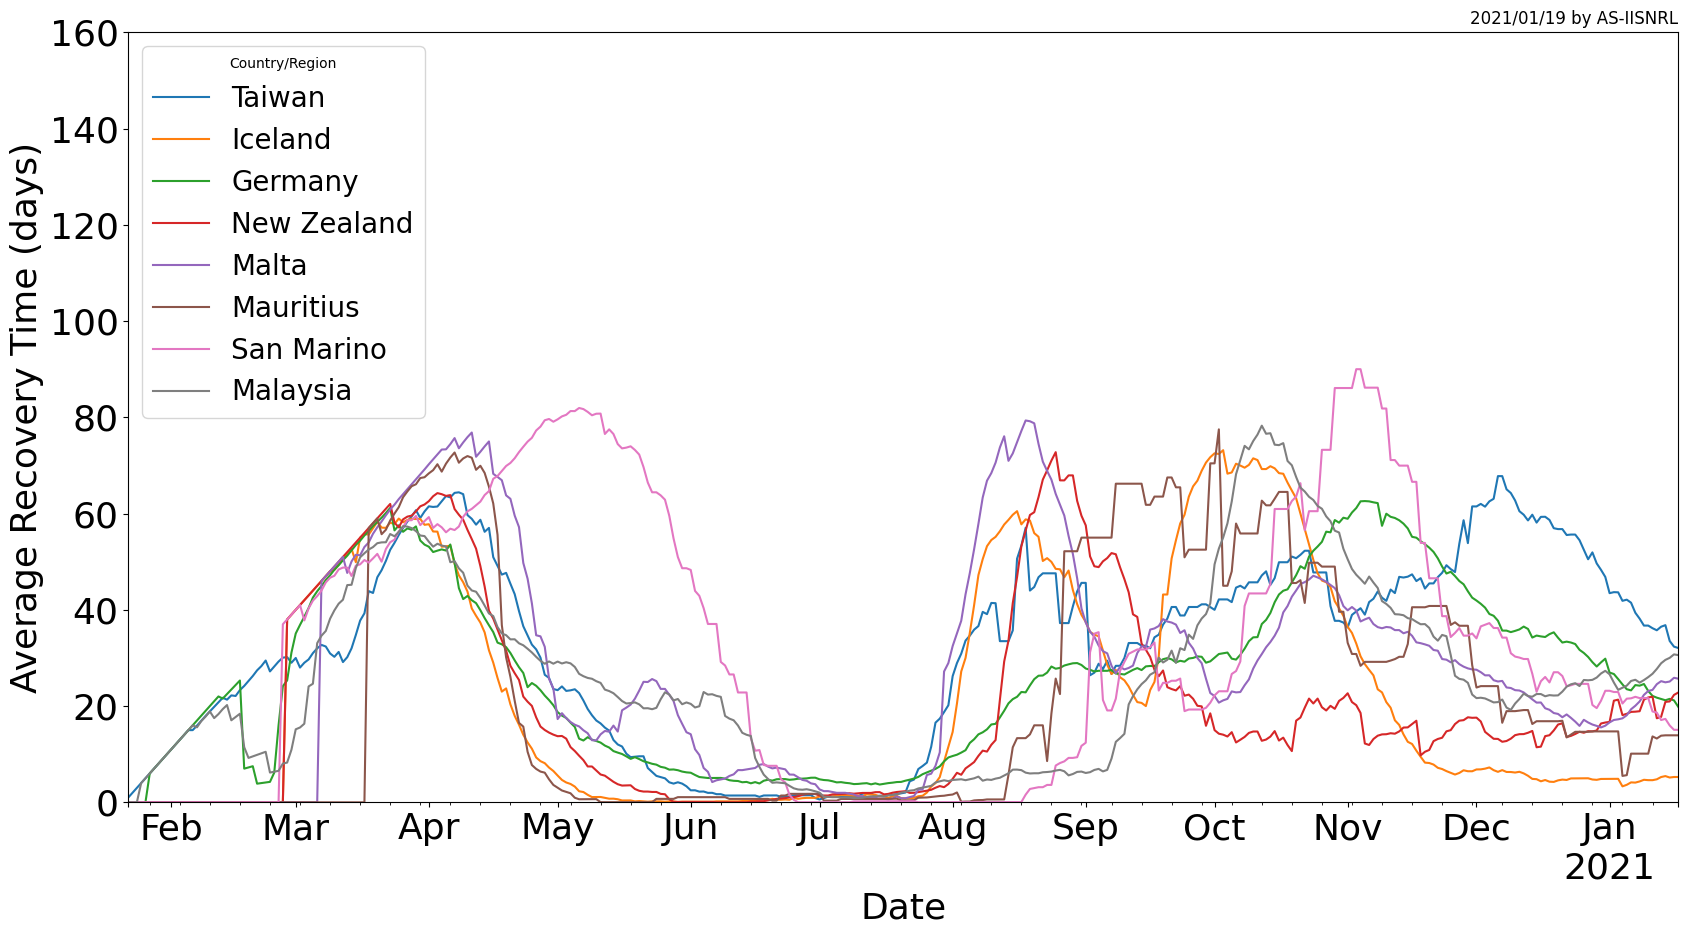 2021/01/19 by AS-IISNRL
160
140
120
100
80
60
40
20
0
Average Recovery Time (days)
Country/Region
Taiwan
Iceland
Germany
New Zealand
Malta
Mauritius
San Marino
Malaysia
Feb Mar Apr May Jun Jul Aug Sep Oct Nov Dec Jan
2021
Date